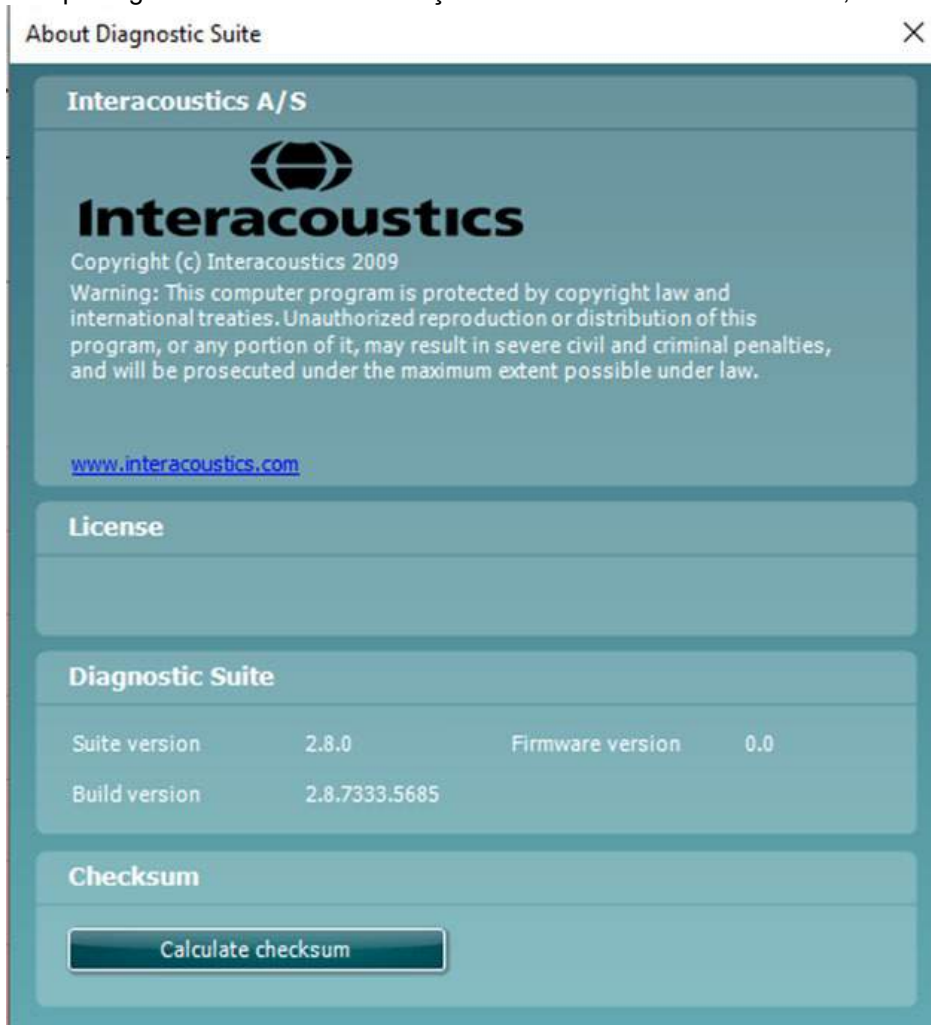 About Diagnostic Suite
Interacoustics A/S
Interacoustics
Copyright (c) Interacoustics 2009
Warning: This computer program is protected by copyright law and
international treaties. Unauthorized reproduction or distribution of this
program, or any portion of it, may result in severe civil and criminal penalties,
and will be prosecuted under the maximum extent possible under law.
www.interacoustics.com
License
Diagnostic Suite
Suite version 2.8.0 Firmware version 0.0
Build version 2.8.7333.5685
Checksum
Calculate checksum